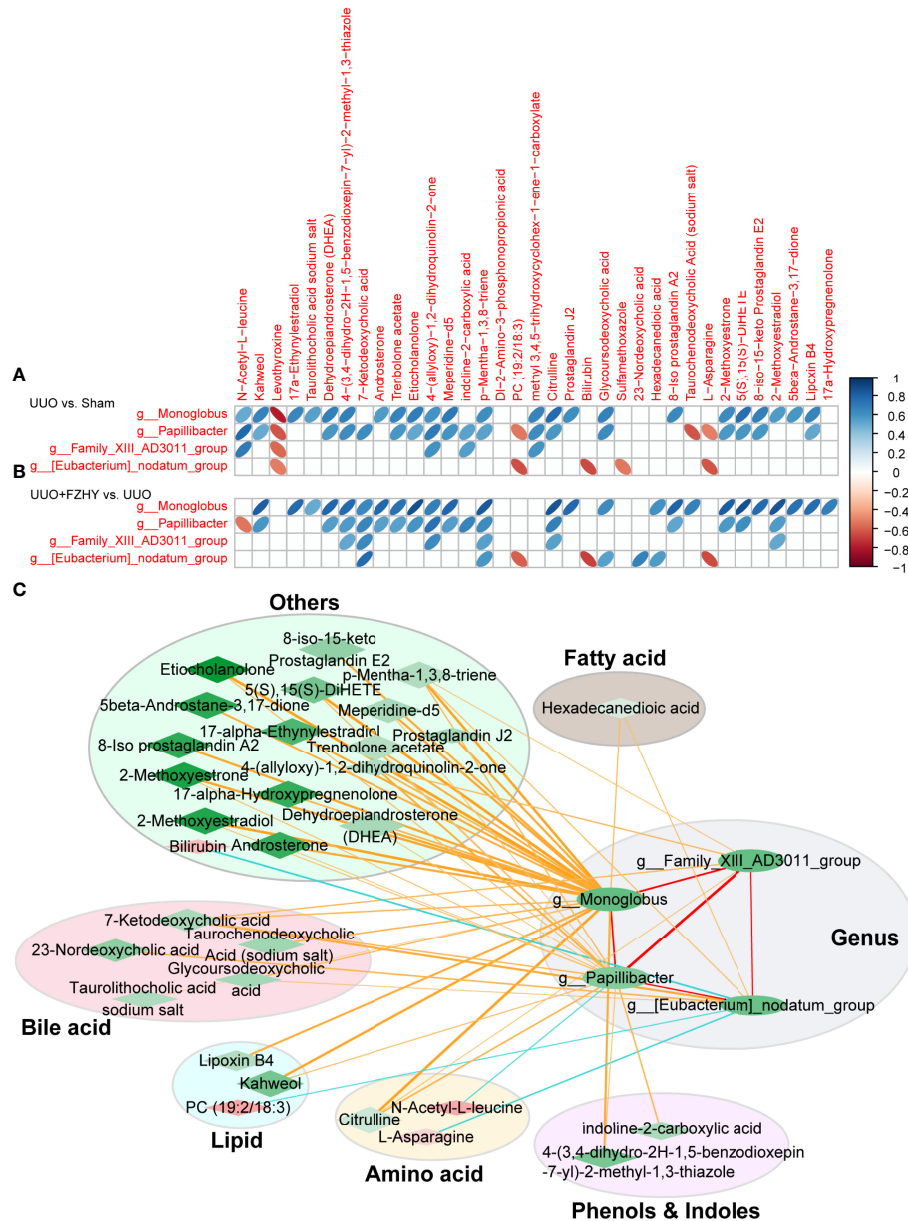 N-Acetyl-L-leucine
Kahweol
Levothyroxine
17a-Ethynylestradiol
Taurolithocholic acid sodium salt
Dehydroepiandrosterone (DHEA)
4-(3,4-dihydro-2H-1,5-benzodioxepin-7-yl)-2-methyl-1,3-thiazole
7-Ketodeoxycholic acid
Androsterone
Trenbolone acetate
Etiocholanolone
4-(allyloxy)-1,2-dihydroquinolin-2-one
Meperidine-d5
indoline-2-carboxylic acid
p-Mentha-1,3,8-triene
Dl-2-Amino-3-phosphonopropionic acid
PC (19:2/18:3)
methyl 3,4,5-trihydroxycyclohex-1-ene-1-carboxylate
Citrulline
Prostaglandin J2
Bilirubin
Glycoursodeoxycholic acid
Sulfamethoxazole
23-Nordeoxycholic acid
Hexadecanedioic acid
8-Iso prostaglandin A2
Taurochenodeoxycholic Acid (sodium salt)
L-Asparagine
2-Methoxyestrone
5(S),15(S)-DiHETE
8-iso-15-keto Prostaglandin E2
2-Methoxyestradiol
5beta-Androstane-3,17-dione
Lipoxin B4
17a-Hydroxypregnenolone
A
UUO vs. Sham
g__Monoglobus
g__Papillibacter
g__Family_XIII_AD3011_group
g__[Eubacterium]_nodatum_group
B
UUO+FZHY vs. UUO
g__Monoglobus
g__Papillibacter
g__Family_XIII_AD3011_group
g__[Eubacterium]_nodatum_group
1
0.8
0.6
0.4
0.2
0
-0.2
-0.4
-0.6
-0.8
-1
C
Others
8-iso-15-keto
Prostaglandin E2
Etiocholanolone
p-Mentha-1,3,8-triene
5(S),15(S)-DiHETE
5beta-Androstane-3,17-dione
Meperidine-d5
17-alpha-Ethynylestradiol
Prostaglandin J2
8-Iso prostaglandin A2
Trenbolone acetate
4-(allyloxy)-1,2-dihydroquinolin-2-one
2-Methoxyestrone
17-alpha-Hydroxypregnenolone
2-Methoxyestradiol
Dehydroepiandrosterone
(DHEA)
Bilirubin
Androsterone
Fatty acid
Hexadecanedioic acid
g__Family_XIII_AD3011_group
g__Monoglobus
Genus
g__Papillibacter
g__[Eubacterium]_nodatum_group
7-Ketodeoxycholic acid
Taurochenodeoxycholic
Acid (sodium salt)
23-Nordeoxycholic acid
Glycoursodeoxycholic
acid
Taurolithocholic acid
sodium salt
Bile acid
Lipoxin B4
Kahweol
PC (19:2/18:3)
Lipid
N-Acetyl-L-leucine
Citrulline
L-Asparagine
Amino acid
indoline-2-carboxylic acid
4-(3,4-dihydro-2H-1,5-benzodioxepin
-7-yl)-2-methyl-1,3-thiazole
Phenols & Indoles